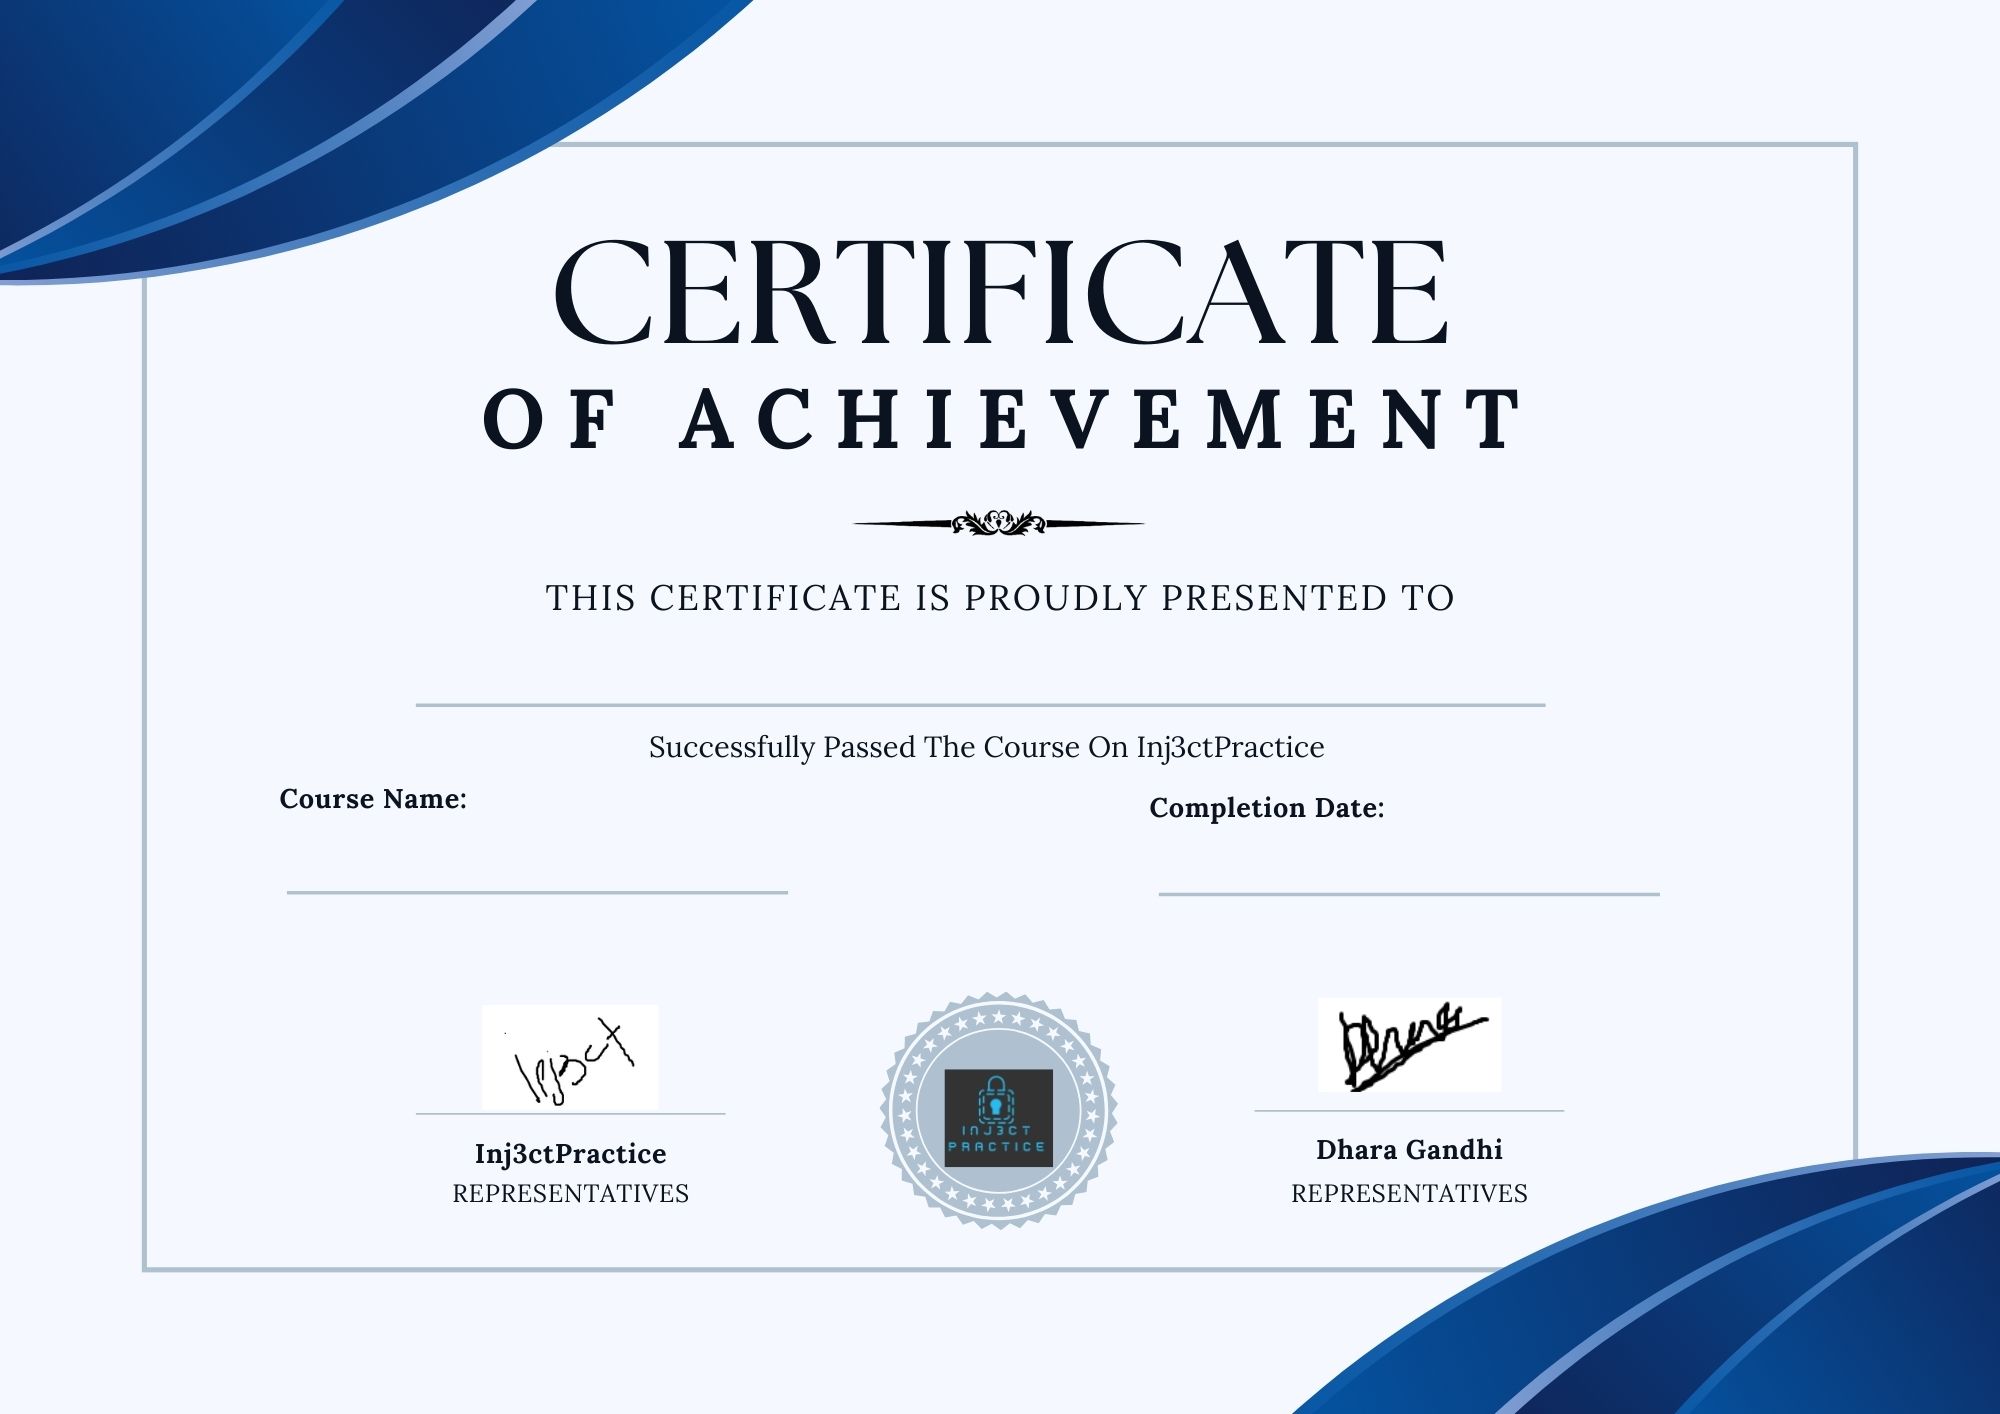 CERTIFICATE
OF ACHIEVEMENT
THIS CERTIFICATE IS PROUDLY PRESENTED TO
Successfully Passed The Course On Inj3ctPractice
Course Name:
Completion Date:
Inj3ct
Dhara
INJ3CT
PRACTICE
Inj3ctPractice
REPRESENTATIVES
Dhara Gandhi
REPRESENTATIVES